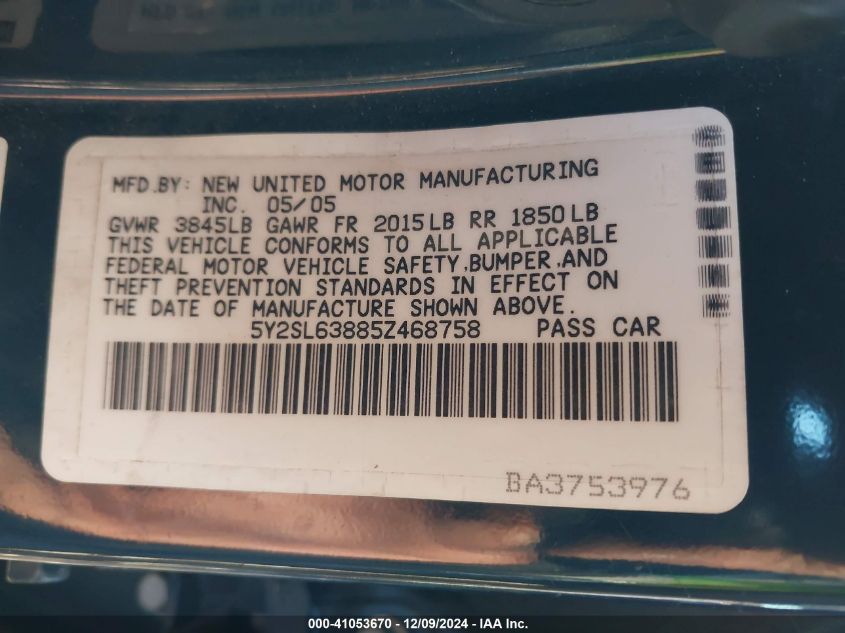 MFD.BY: NEW UNITED MOTOR MANUFACTURING
INC. 05/05
GVWR 3845LB GAWR FR 2015LB RR 1850LB
THIS VEHICLE CONFORMS TO ALL APPLICABLE
FEDERAL MOTOR VEHICLE SAFETY,BUMPER,AND
THEFT PREVENTION STANDARDS IN EFFECT ON
THE DATE OF MANUFACTURE SHOWN ABOVE.
5Y2SL63885Z468758 PASS CAR
BA3753976
000-41053670 - 12/09/2024 - IAA Inc.